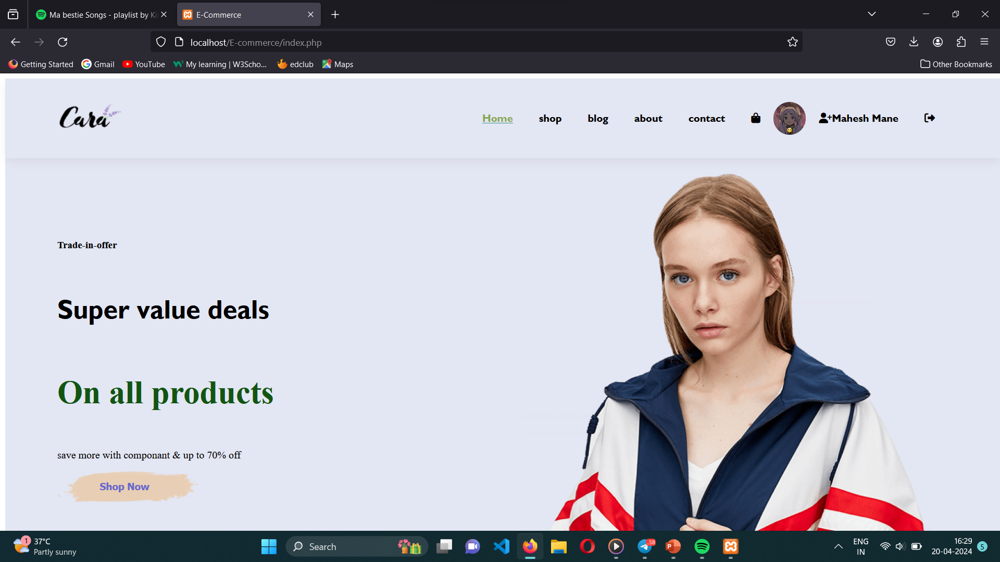 Ma bestie Songs - playlist by Kir
E-Commerce
localhost/E-commerce/index.php
Getting Started
Gmail
YouTube
My learning | W3Scho...
edclub
Maps
Other Bookmarks
Cara
Home
shop
blog
about
contact
Mahesh Mane
Trade-in-offer
Super value deals
On all products
save more with componant & up to 70% off
Shop Now
1
37°C
Partly sunny
Search
58
ENG
IN
16:29
20-04-2024
5